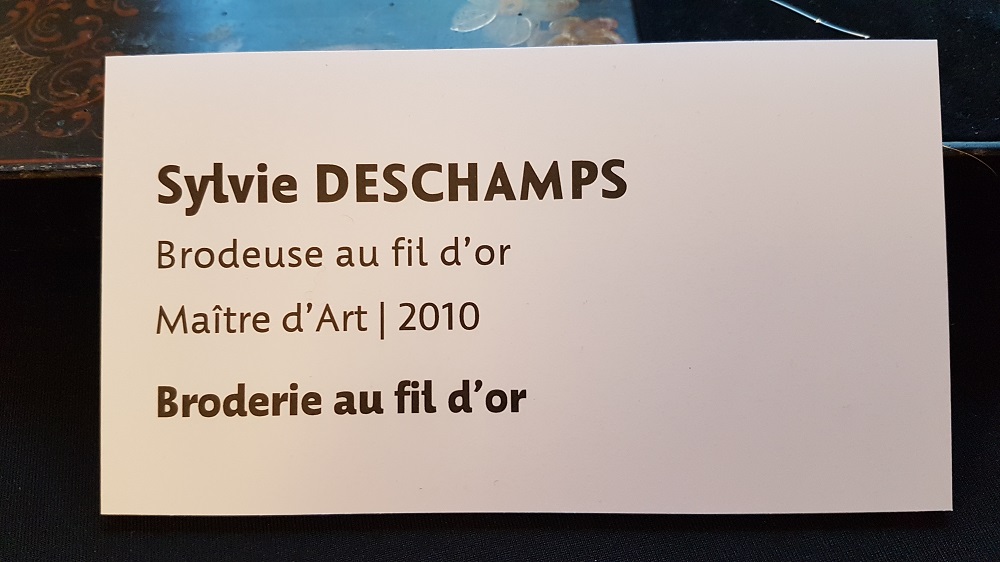 Sylvie DESCHAMPS
Brodeuse au fil d’or
Maître d’Art | 2010
Broderie au fil d’or